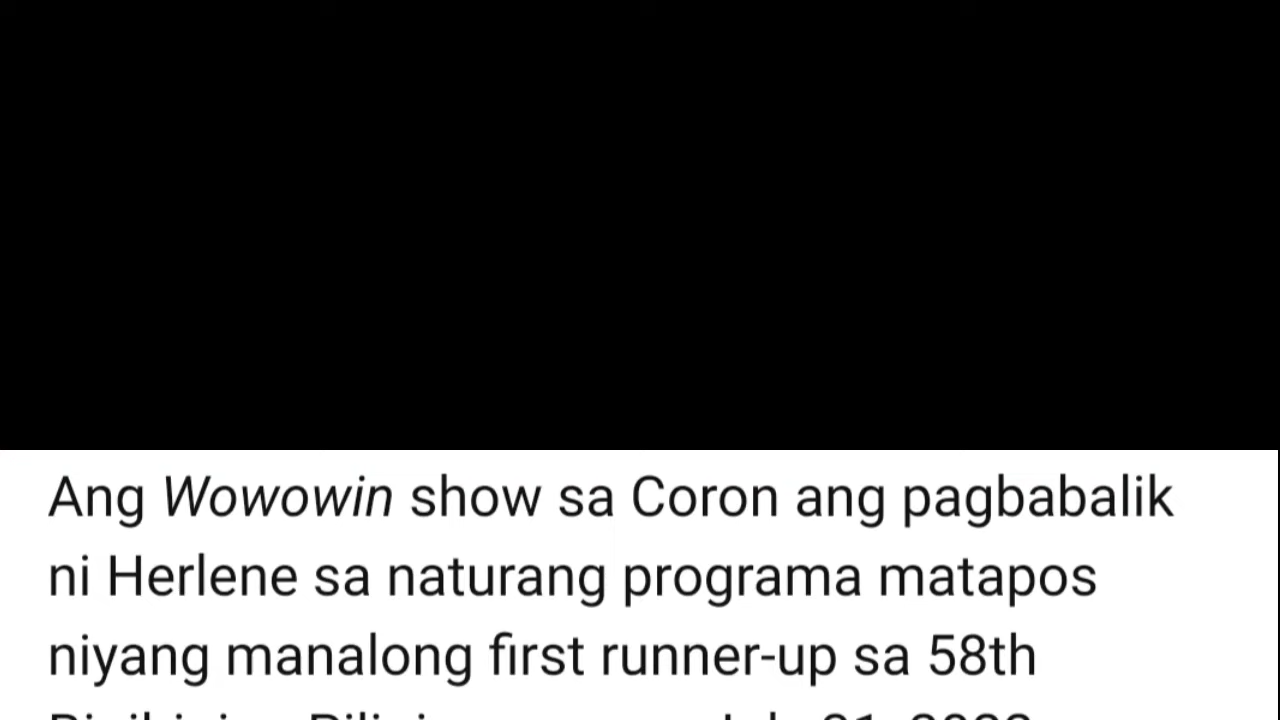 Ang Wowowin show sa Coron ang pagbabalik
ni Herlene sa naturang programa matapos
niyang manalong first runner-up sa 58th